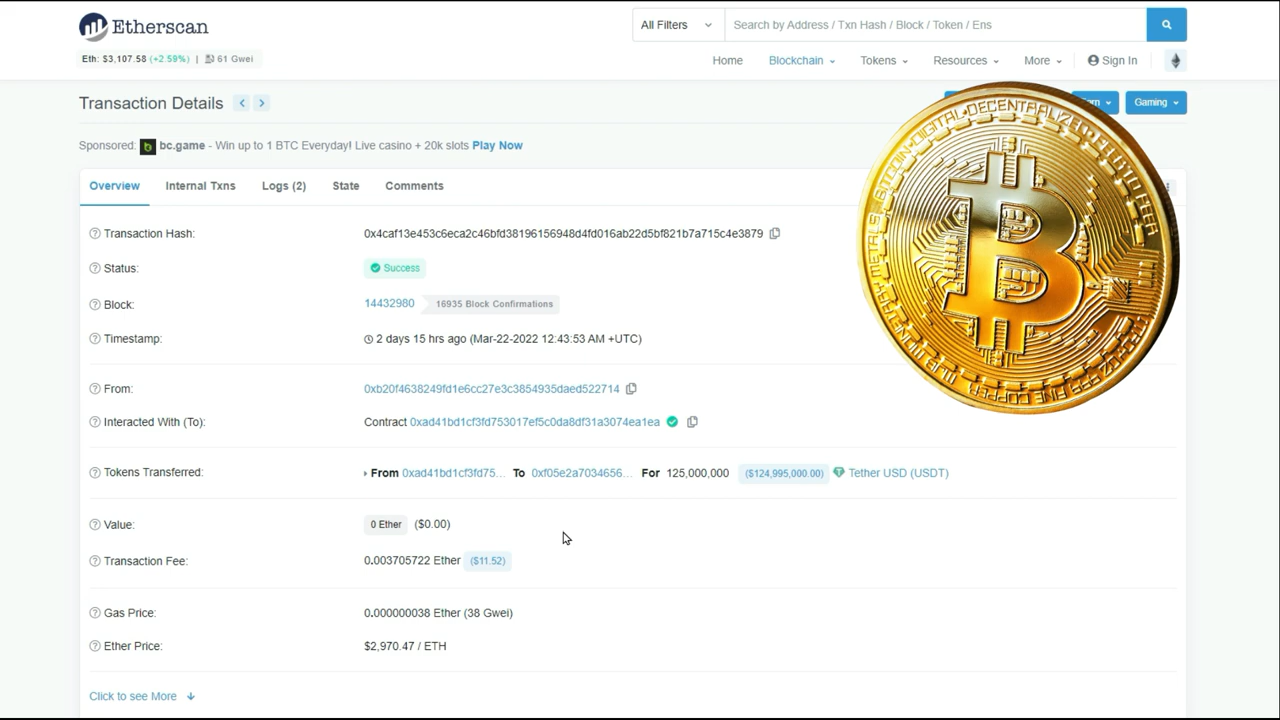 Etherscan
All Filters
Search by Address / Txn Hash / Block / Token / Ens
Eth: $3,107.58 (+2.59%) | 61 Gwei
Home Blockchain Tokens Resources More Sign In
Transaction Details
Gaming
Sponsored: bc.game - Win up to 1 BTC Everyday! Live casino + 20k slots Play Now
Overview Internal Txns Logs (2) State Comments
Transaction Hash: 0x4caf13e453c6eca2c46bfd38196156948d4fd016ab22d5bf821b7a715c4e3879
Status: Success
Block: 14432980 16935 Block Confirmations
Timestamp: 2 days 15 hrs ago (Mar-22-2022 12:43:53 AM +UTC)
From: 0xb20f4638249fd1e6cc27e3c3854935daed522714
Interacted With (To): Contract 0xad41bd1cf3fd753017ef5c0da8df31a3074ea1ea
Tokens Transferred: From 0xad41bd1cf3fd75... To 0xf05e2a7034656... For 125,000,000 ($124,995,000.00) Tether USD (USDT)
Value: 0 Ether ($0.00)
Transaction Fee: 0.003705722 Ether ($11.52)
Gas Price: 0.000000038 Ether (38 Gwei)
Ether Price: $2,970.47 / ETH
Click to see More